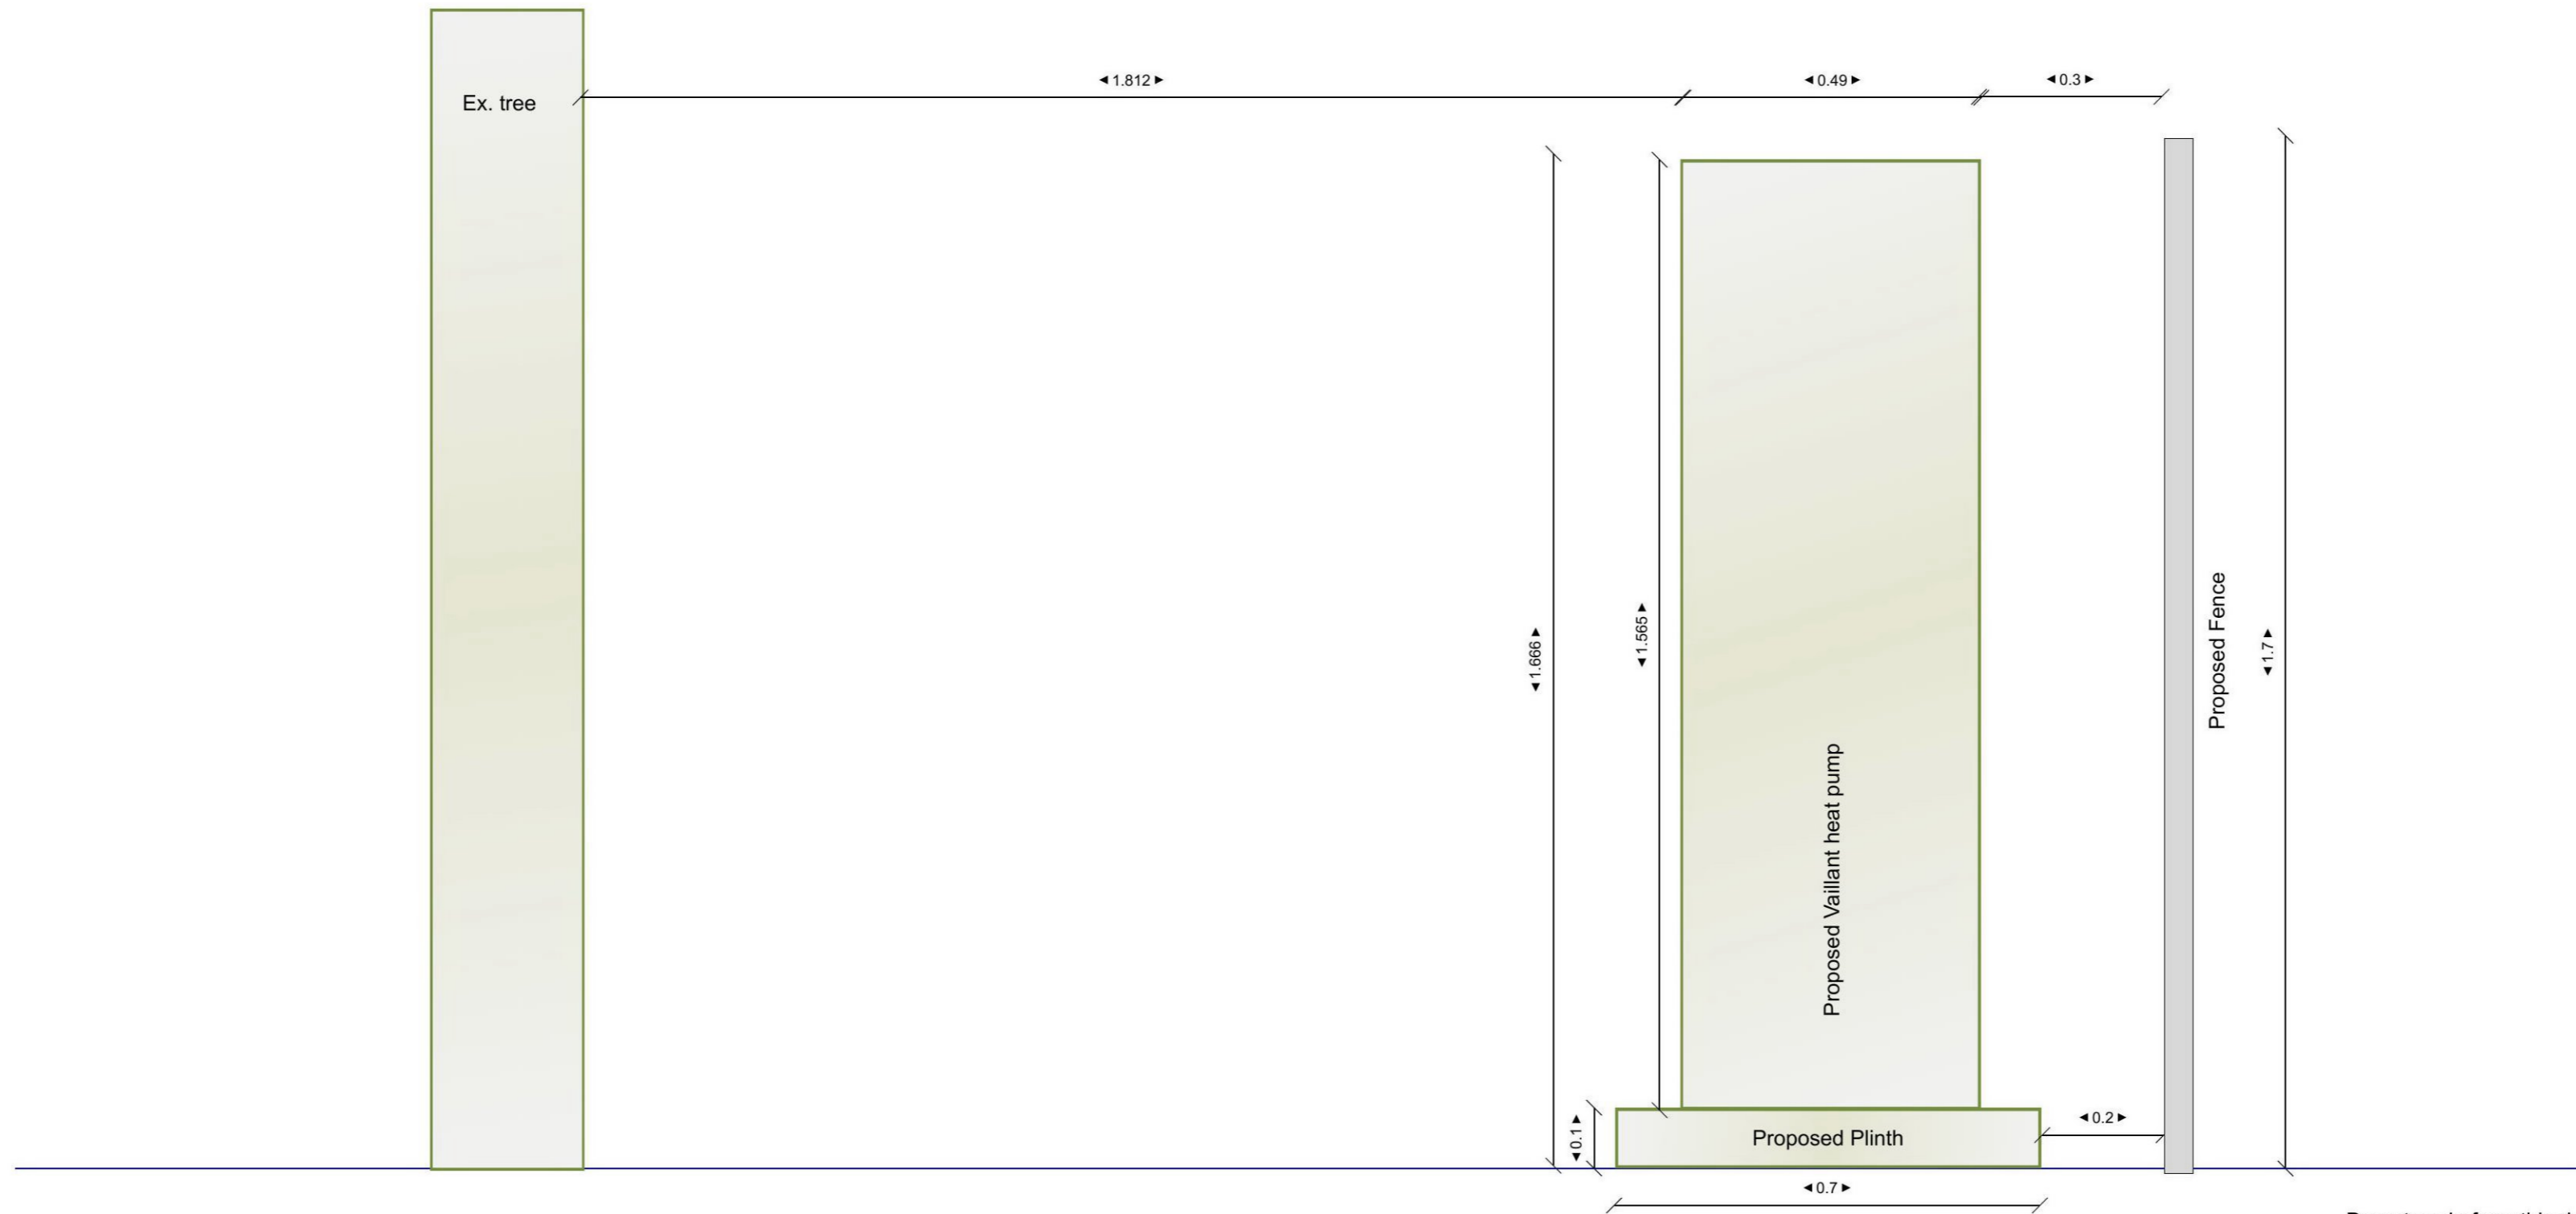 ◄ 1.812 ►
◄ 0.49 ►
◄ 0.3 ►
Ex. tree
◄ 1.666 ►
◄ 1.565 ►
Proposed Vaillant heat pump
Proposed Fence
◄ 1.7 ►
◄ 0.1 ►
Proposed Plinth
◄ 0.2 ►
◄ 0.7 ►